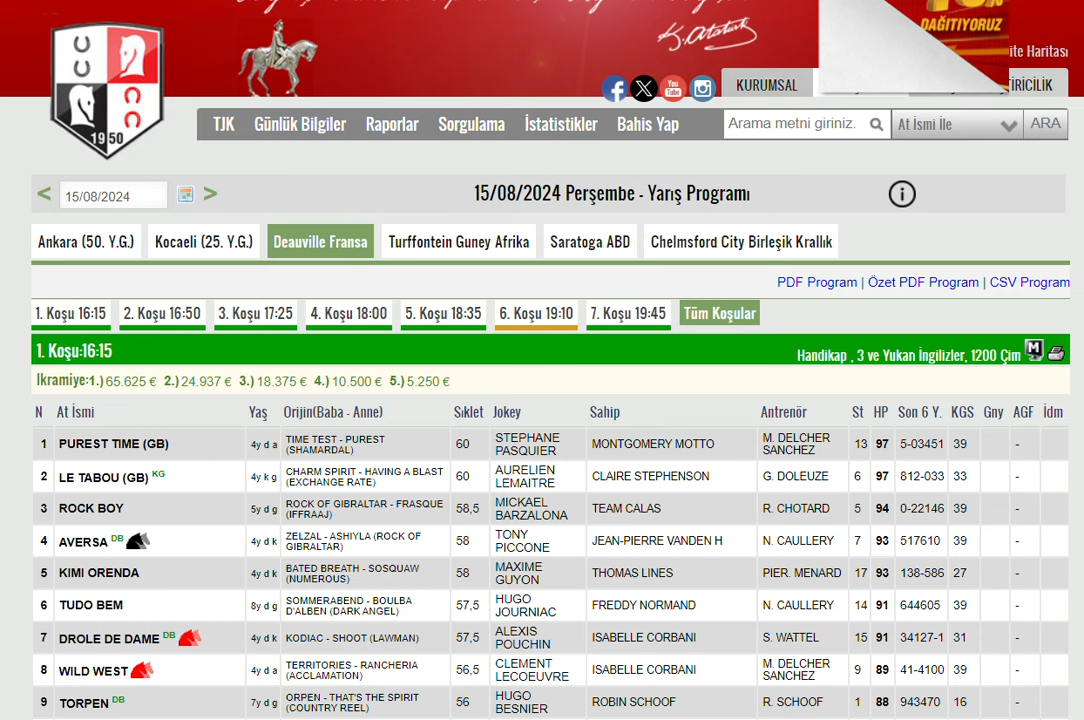 K. Atatürk
DAĞITIYORUZ
ite Haritası
You Tube
KURUMSAL
TİRİCİLİK
1950
TJK Günlük Bilgiler Raporlar Sorgulama İstatistikler Bahis Yap Arama metni giriniz. At İsmi İle ARA
< 15/08/2024 > 15/08/2024 Perşembe - Yarış Programı i
Ankara (50. Y.G.) Kocaeli (25. Y.G.) Deauville Fransa Turffontein Guney Afrika Saratoga ABD Chelmsford City Birleşik Krallık
PDF Program | Özet PDF Program | CSV Program
1. Koşu 16:15 2. Koşu 16:50 3. Koşu 17:25 4. Koşu 18:00 5. Koşu 18:35 6. Koşu 19:10 7. Koşu 19:45 Tüm Koşular
1. Koşu:16:15 Handikap , 3 ve Yukarı İngilizler, 1200 Çim M
Ikramiye:1.) 65.625 € 2.) 24.937 € 3.) 18.375 € 4.) 10.500 € 5.) 5.250 €
N At İsmi Yaş Orijin(Baba - Anne) Sıklet Jokey Sahip Antrenör St HP Son 6 Y. KGS Gny AGF İdm
1 PUREST TIME (GB) 4y d a TIME TEST - PUREST (SHAMARDAL) 60 STEPHANE PASQUIER MONTGOMERY MOTTO M. DELCHER SANCHEZ 13 97 5-03451 39 -
2 LE TABOU (GB) KG 4y k g CHARM SPIRIT - HAVING A BLAST (EXCHANGE RATE) 60 AURELIEN LEMAITRE CLAIRE STEPHENSON G. DOLEUZE 6 97 812-033 33 -
3 ROCK BOY 5y d g ROCK OF GIBRALTAR - FRASQUE (IFFRAAJ) 58,5 MICKAEL BARZALONA TEAM CALAS R. CHOTARD 5 94 0-22146 39 -
4 AVERSA DB 4y d k ZELZAL - ASHIYLA (ROCK OF GIBRALTAR) 58 TONY PICCONE JEAN-PIERRE VANDEN H N. CAULLERY 7 93 517610 39 -
5 KIMI ORENDA 4y d k BATED BREATH - SOSQUAW (NUMEROUS) 58 MAXIME GUYON THOMAS LINES PIER. MENARD 17 93 138-586 27 -
6 TUDO BEM 8y d g SOMMERABEND - BOULBA D'ALBEN (DARK ANGEL) 57,5 HUGO JOURNIAC FREDDY NORMAND N. CAULLERY 14 91 644605 39 -
7 DROLE DE DAME DB 4y d k KODIAC - SHOOT (LAWMAN) 57,5 ALEXIS POUCHIN ISABELLE CORBANI S. WATTEL 15 91 34127-1 31 -
8 WILD WEST 4y d a TERRITORIES - RANCHERIA (ACCLAMATION) 56,5 CLEMENT LECOEUVRE ISABELLE CORBANI M. DELCHER SANCHEZ 9 89 41-4100 39 -
9 TORPEN DB 7y d g ORPEN - THAT'S THE SPIRIT (COUNTRY REEL) 56 HUGO BESNIER ROBIN SCHOOF R. SCHOOF 1 88 943470 16 -